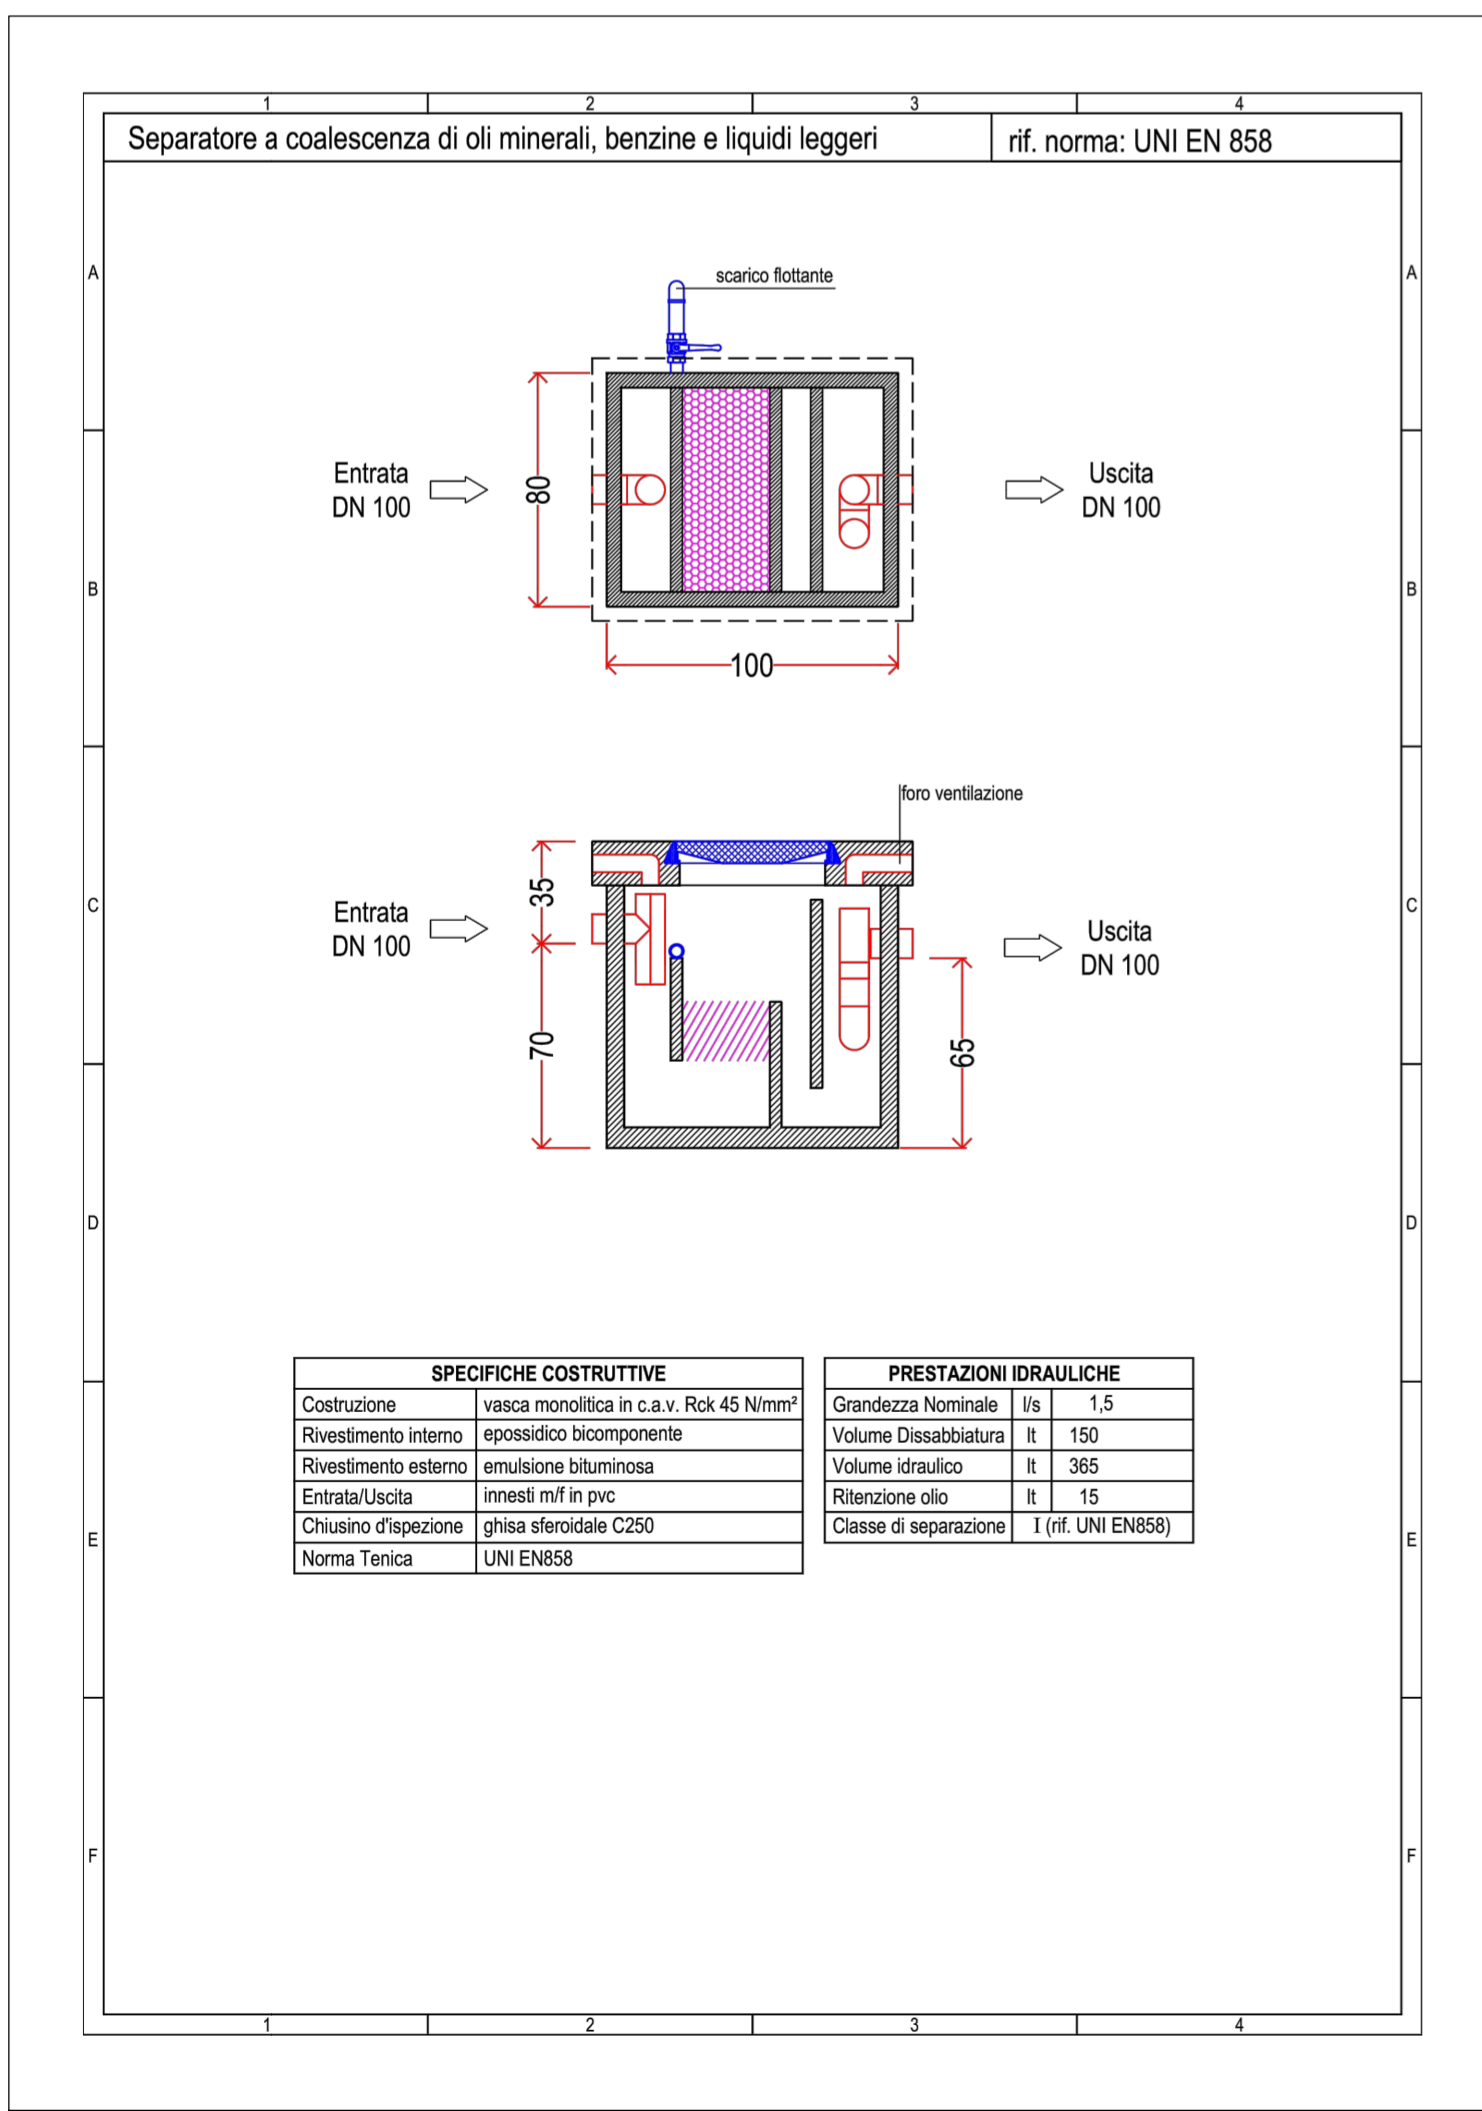 1 2 3 4
Separatore a coalescenza di oli minerali, benzine e liquidi leggeri rif. norma: UNI EN 858
A A
scarico flottante
Entrata
DN 100
80
Uscita
DN 100
B B
100
foro ventilazione
35
C C
Entrata
DN 100
Uscita
DN 100
70
65
D D
SPECIFICHE COSTRUTTIVE
Costruzione vasca monolitica in c.a.v. Rck 45 N/mm²
Rivestimento interno epossidico bicomponente
Rivestimento esterno emulsione bituminosa
Entrata/Uscita innesti m/f in pvc
Chiusino d'ispezione ghisa sferoidale C250
Norma Tenica UNI EN858
PRESTAZIONI IDRAULICHE
Grandezza Nominale l/s 1,5
Volume Dissabbiatura lt 150
Volume idraulico lt 365
Ritenzione olio lt 15
Classe di separazione I (rif. UNI EN858)
E E
F F
1 2 3 4